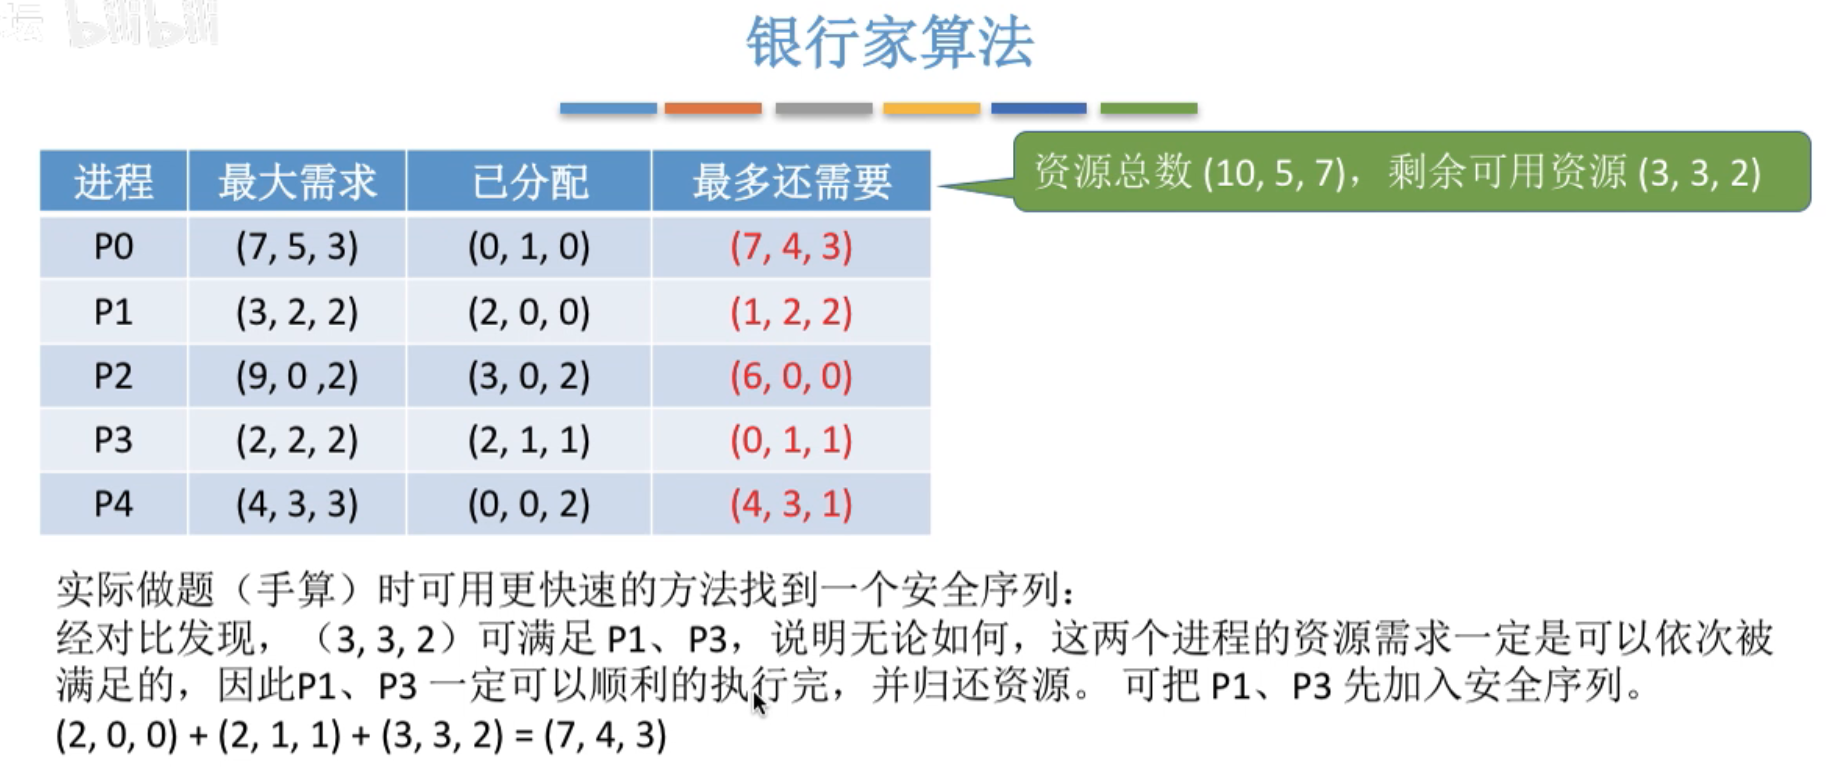 坛 bilibili
银行家算法
资源总数 (10, 5, 7)，剩余可用资源 (3, 3, 2)
进程 最大需求 已分配 最多还需要
P0 (7, 5, 3) (0, 1, 0) (7, 4, 3)
P1 (3, 2, 2) (2, 0, 0) (1, 2, 2)
P2 (9, 0 ,2) (3, 0, 2) (6, 0, 0)
P3 (2, 2, 2) (2, 1, 1) (0, 1, 1)
P4 (4, 3, 3) (0, 0, 2) (4, 3, 1)
实际做题（手算）时可用更快速的方法找到一个安全序列：
经对比发现，（3, 3, 2）可满足 P1、P3，说明无论如何，这两个进程的资源需求一定是可以依次被
满足的，因此P1、P3 一定可以顺利的执行完，并归还资源。 可把 P1、P3 先加入安全序列。
(2, 0, 0) + (2, 1, 1) + (3, 3, 2) = (7, 4, 3)